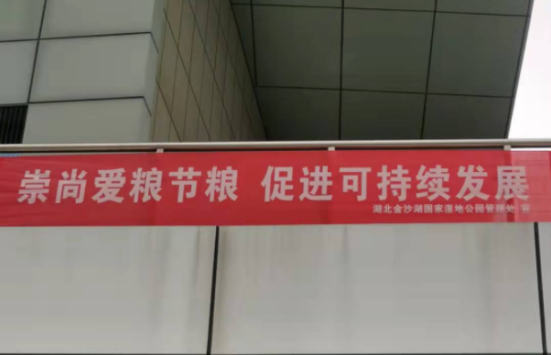 崇尚爱粮节粮 促进可持续发展
湖北金沙湖国家湿地公园管理处 宣